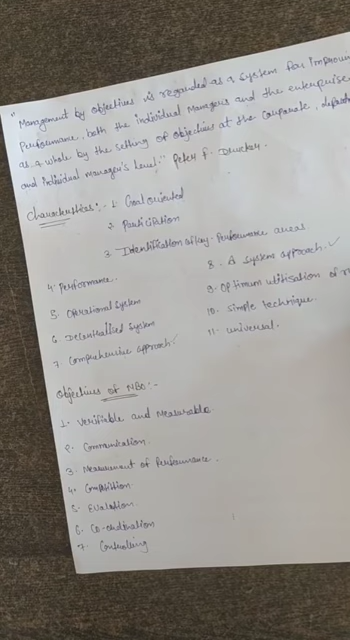 "Management by objectives is regarded as a system for improving
Performance, both the individual Managers and the enterprise
as a whole by the setting of objectives at the corporate,
and individual manager's level." Peter F. Drucker.
Characteristics:- 1. Goal oriented
2. Participation
3. Identification of key-Performance areas
4. Performance.
5. Operational system
6. Decentralised system
7. Comprehensive approach ✓
8. A system approach. ✓
9. Optimum utilisation of
10. simple technique.
11. universal.
Objectives of MBO:-
1. verifiable and Measurable
2. Communication.
3. Measurement of Performance.
4. Competition.
5. Evaluation.
6. Co-ordination
7. Controlling